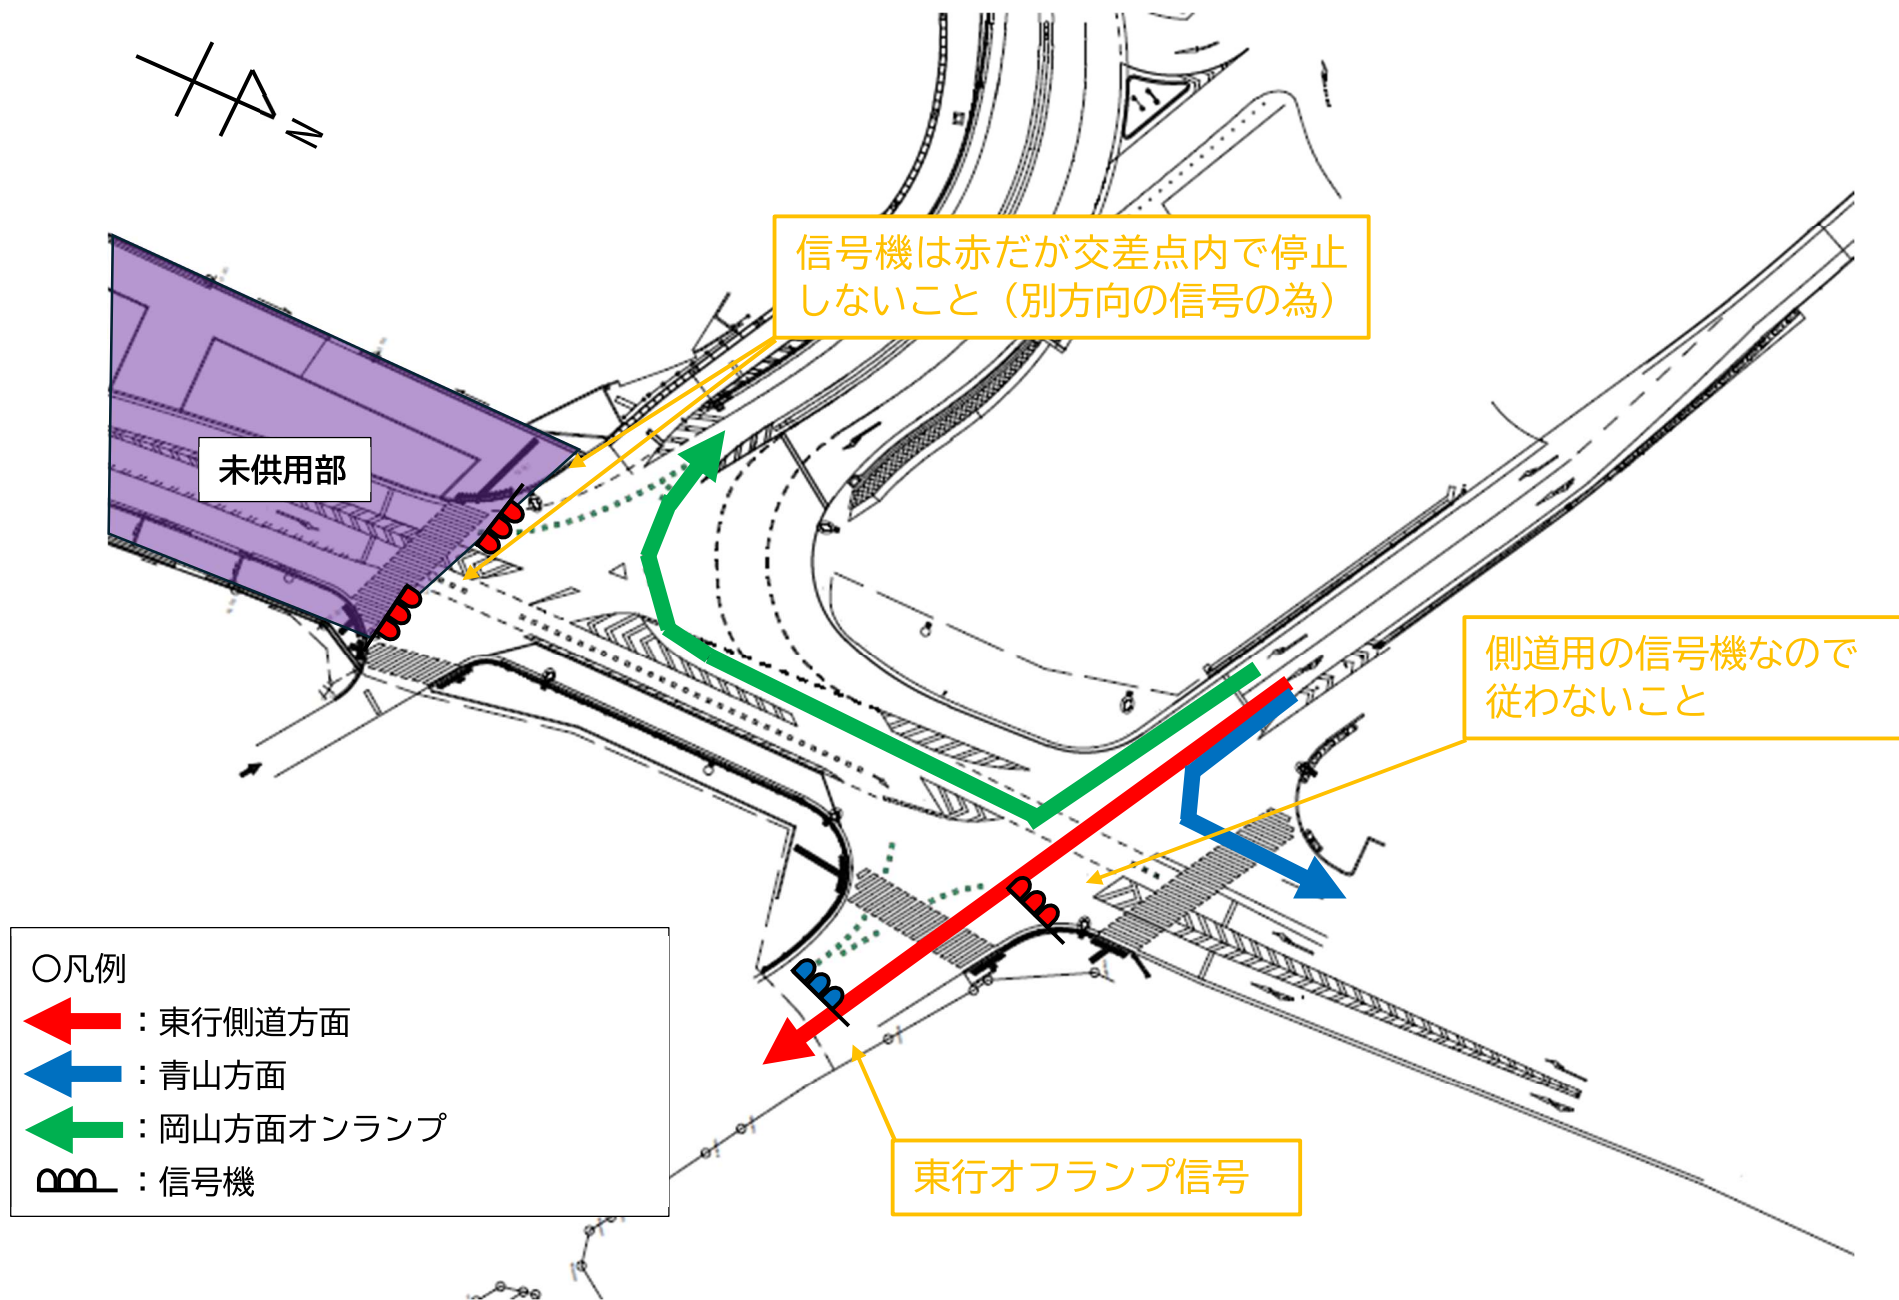 N
信号機は赤だが交差点内で停止
しないこと（別方向の信号の為）
未供用部
側道用の信号機なので
従わないこと
〇凡例
：東行側道方面
：青山方面
：岡山方面オンランプ
：信号機
東行オフランプ信号